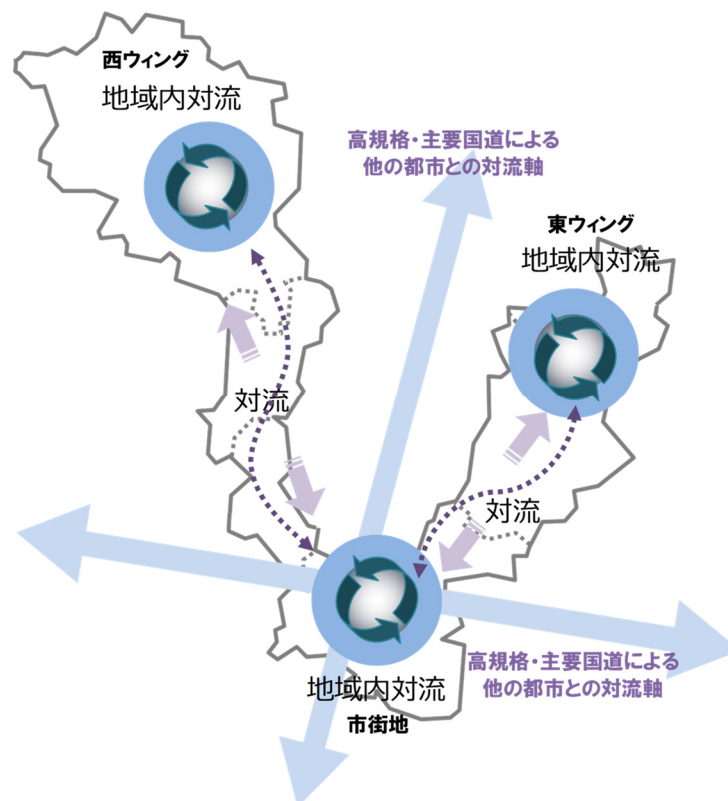 西ウィング
地域内対流
高規格・主要国道による
他の都市との対流軸
東ウィング
地域内対流
対流
対流
高規格・主要国道による
他の都市との対流軸
地域内対流
市街地